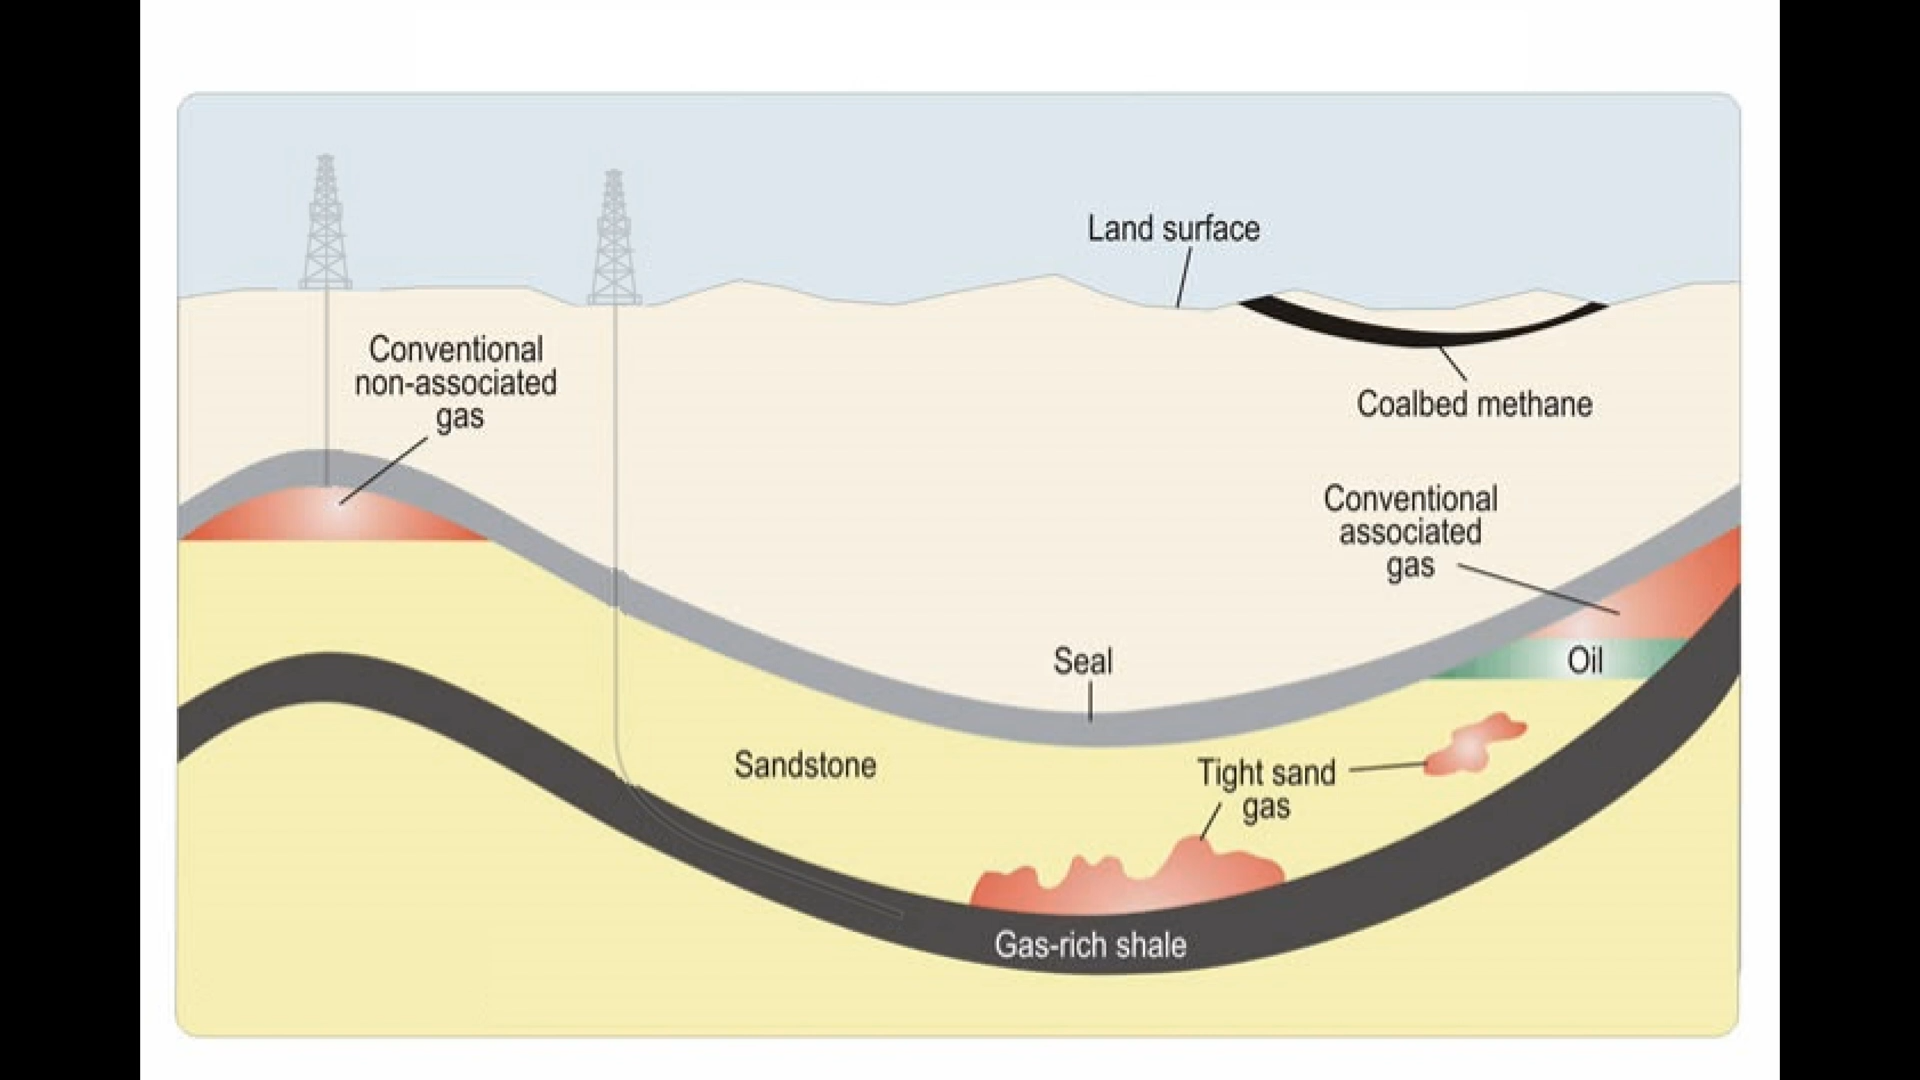 Land surface
Conventional
non-associated
gas
Coalbed methane
Conventional
associated
gas
Seal
Oil
Sandstone
Tight sand
gas
Gas-rich shale